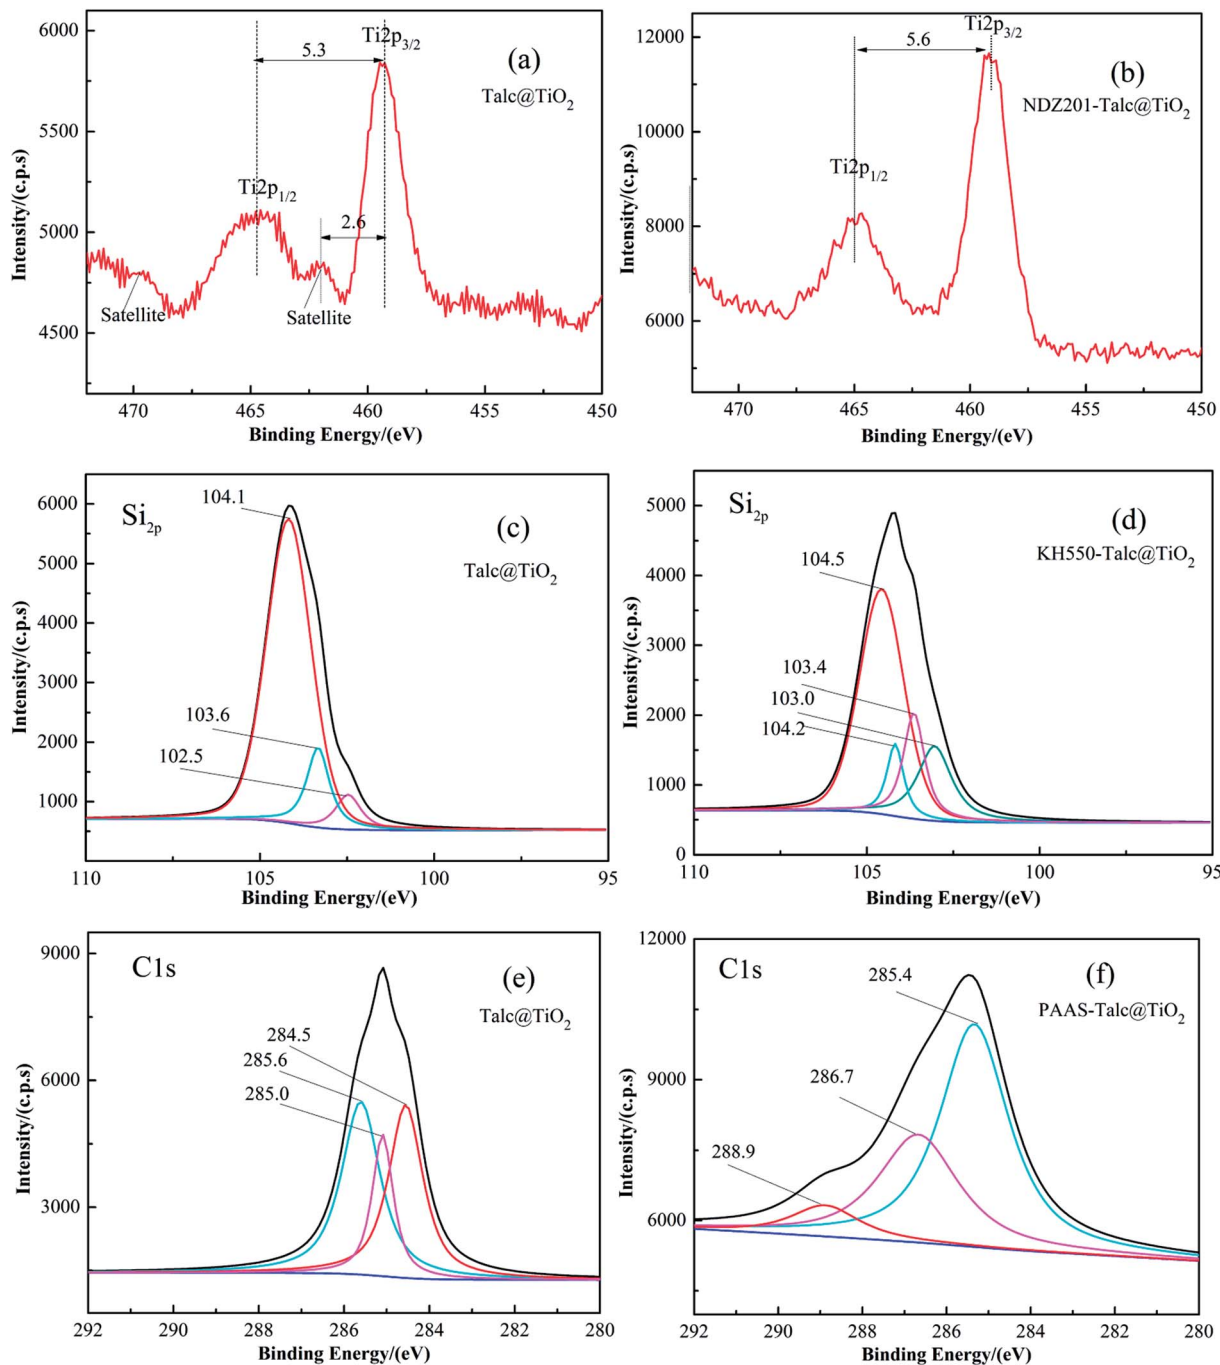 6000
5500
5000
4500
Intensity/(c.p.s)
Ti2p3/2
5.3
(a)
Talc@TiO2
Ti2p1/2
2.6
Satellite
Satellite
470
465
460
455
450
Binding Energy/(eV)
12000
10000
8000
6000
Intensity/(c.p.s)
Ti2p3/2
5.6
(b)
NDZ201-Talc@TiO2
Ti2p1/2
470
465
460
455
450
Binding Energy/(eV)
6000
5000
4000
3000
2000
1000
Intensity/(c.p.s)
Si2p
104.1
(c)
Talc@TiO2
103.6
102.5
110
105
100
95
Binding Energy/(eV)
5000
4000
3000
2000
1000
0
Intensity/(c.p.s)
Si2p
(d)
KH550-Talc@TiO2
104.5
103.4
103.0
104.2
110
105
100
95
Binding Energy/(eV)
9000
6000
3000
Intensity/(c.p.s)
C1s
(e)
Talc@TiO2
284.5
285.6
285.0
292
290
288
286
284
282
280
Binding Energy/(eV)
12000
9000
6000
Intensity/(c.p.s)
C1s
285.4
(f)
PAAS-Talc@TiO2
286.7
288.9
292
290
288
286
284
282
280
Binding Energy/(eV)